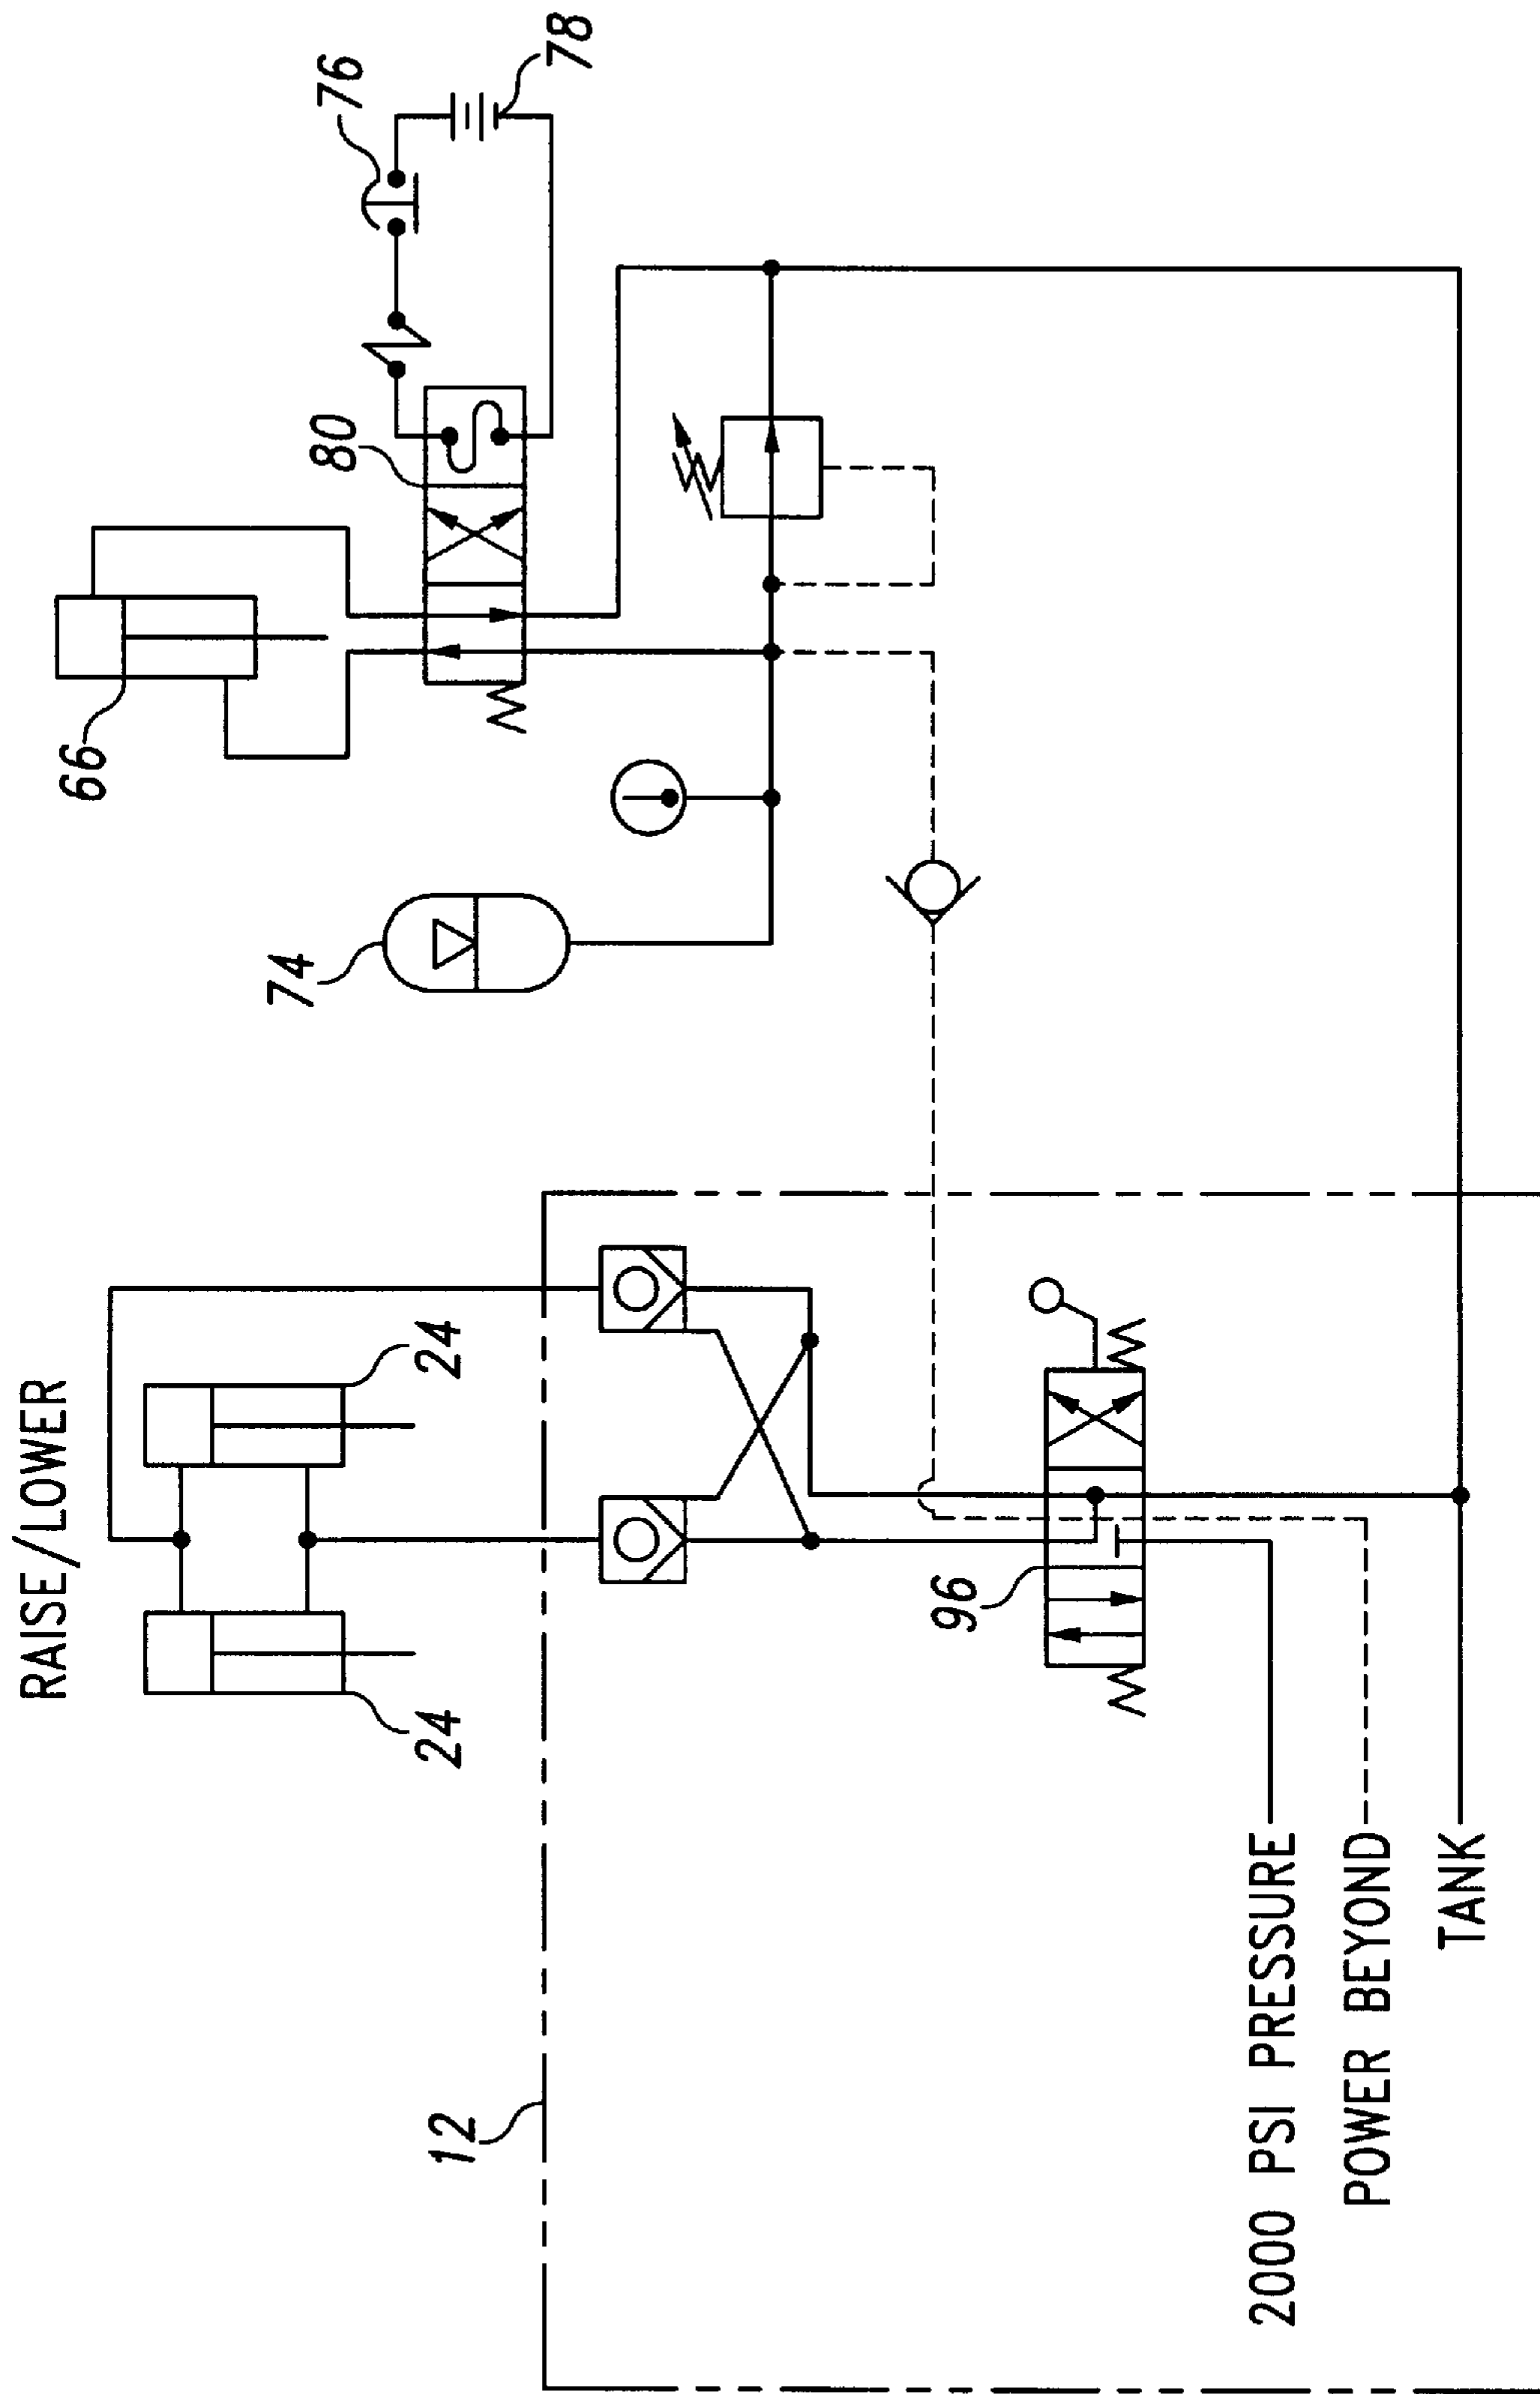 RAISE/LOWER
24
24
66
74
80
76
78
12
96
2000 PSI PRESSURE
POWER BEYOND
TANK